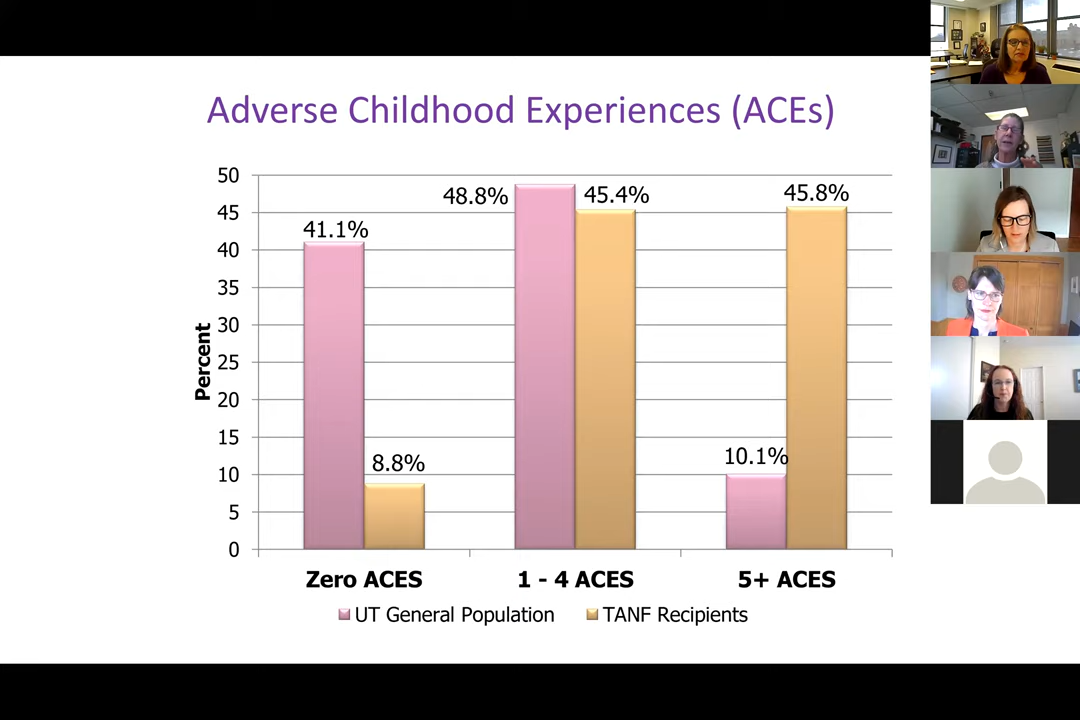 Adverse Childhood Experiences (ACEs)
50
45
40
35
30
25
20
15
10
5
0
Percent
41.1%
8.8%
48.8%
45.4%
10.1%
45.8%
Zero ACES
1 - 4 ACES
5+ ACES
UT General Population
TANF Recipients